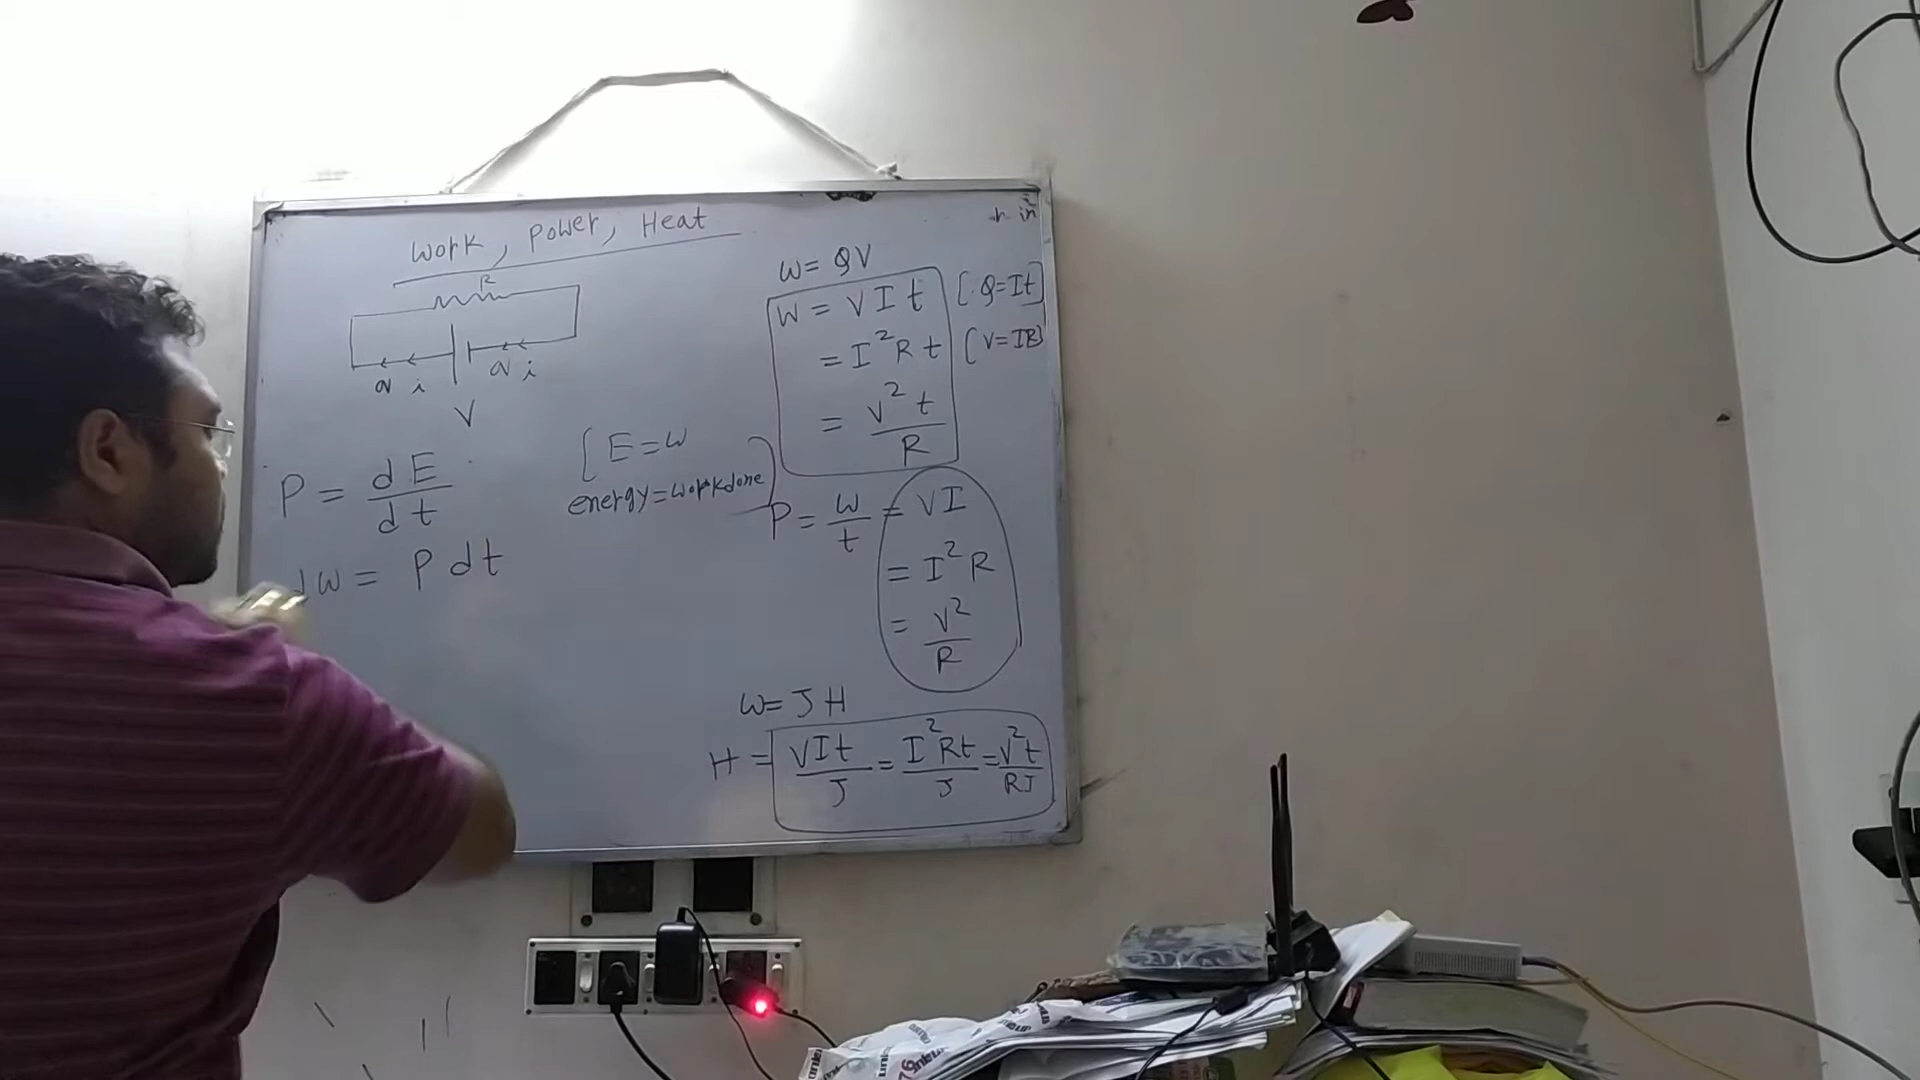 Work, Power, Heat
R
i i
V
P = dE/dt
dW = P dt
[E=W
energy=workdone]
W= QV
W = VIt [Q=It]
= I²Rt [V=IR]
= V²t/R
P = W/t = VI
= I²R
= V²/R
W= JH
H = VIt/J = I²Rt/J = V²t/RJ